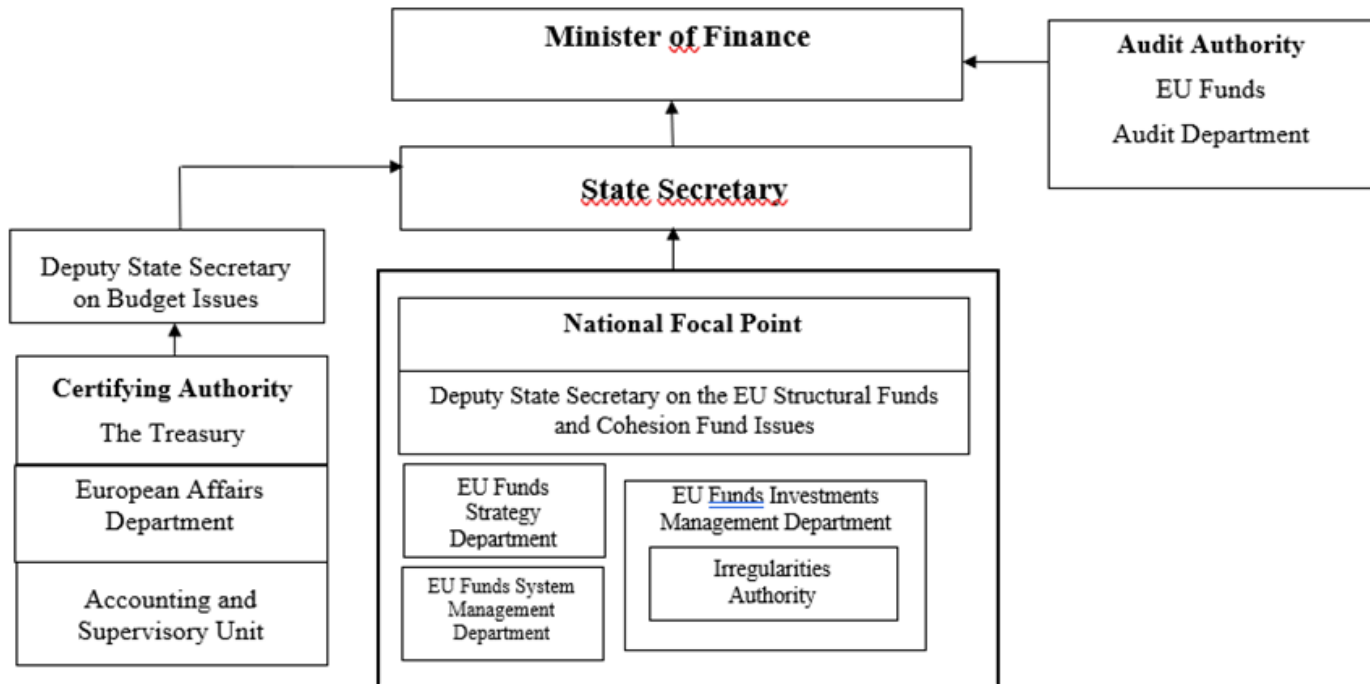 Minister of Finance
Audit Authority
EU Funds
Audit Department
State Secretary
Deputy State Secretary
on Budget Issues
Certifying Authority
The Treasury
European Affairs
Department
Accounting and
Supervisory Unit
National Focal Point
Deputy State Secretary on the EU Structural Funds
and Cohesion Fund Issues
EU Funds
Strategy
Department
EU Funds System
Management
Department
EU Funds Investments
Management Department
Irregularities
Authority